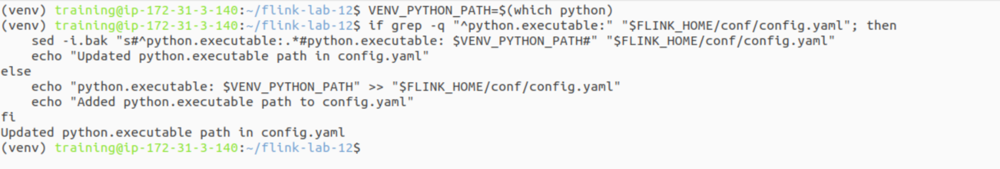 (venv) training@ip-172-31-3-140:~/flink-lab-12$ VENV_PYTHON_PATH=$(which python)
(venv) training@ip-172-31-3-140:~/flink-lab-12$ if grep -q "^python.executable:" "$FLINK_HOME/conf/config.yaml"; then
    sed -i.bak "s#^python.executable:.*#python.executable: $VENV_PYTHON_PATH#" "$FLINK_HOME/conf/config.yaml"
    echo "Updated python.executable path in config.yaml"
else
    echo "python.executable: $VENV_PYTHON_PATH" >> "$FLINK_HOME/conf/config.yaml"
    echo "Added python.executable path to config.yaml"
fi
Updated python.executable path in config.yaml
(venv) training@ip-172-31-3-140:~/flink-lab-12$